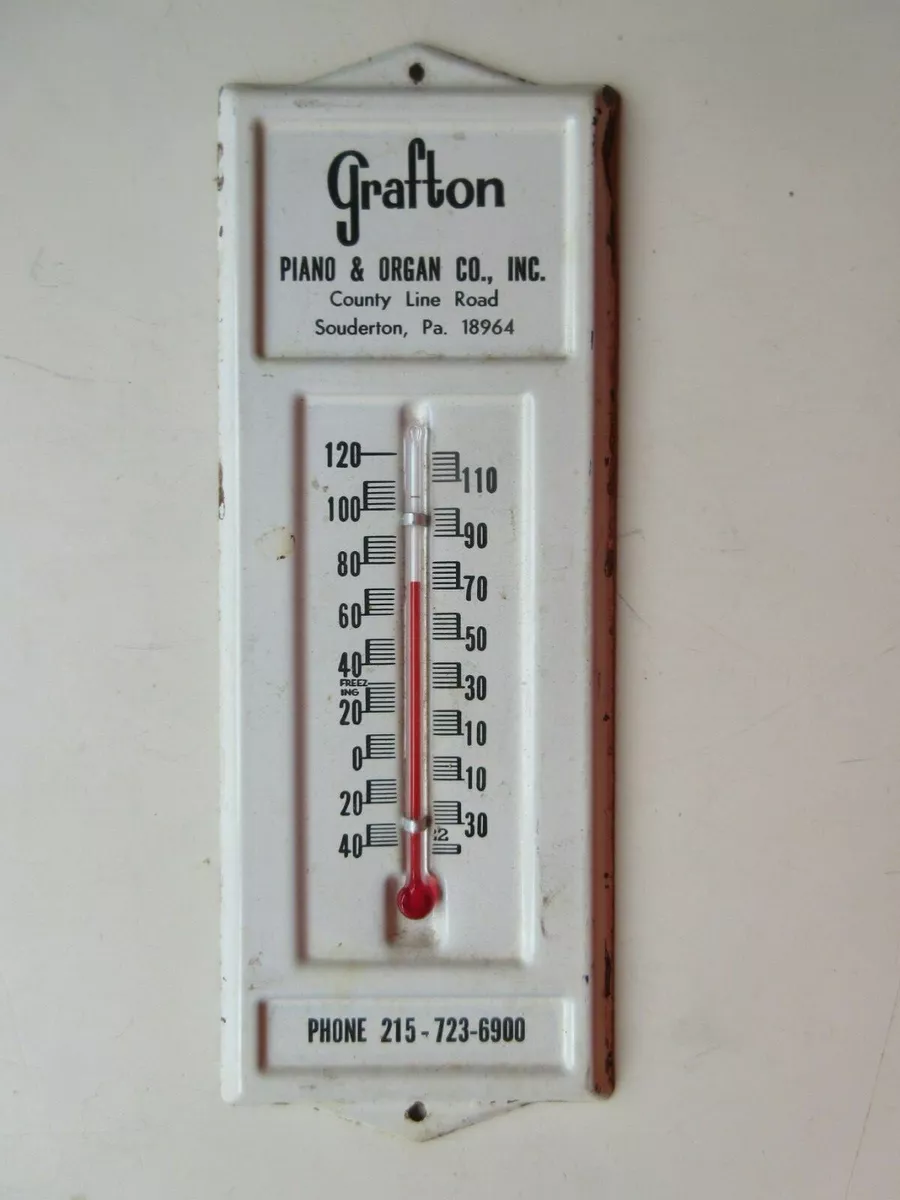 Grafton
PIANO & ORGAN CO., INC.
County Line Road
Souderton, Pa. 18964
120
110
100
90
80
70
60
50
40
30
FREEZ
ING
20
10
0
10
20
30
22
40
PHONE 215-723-6900